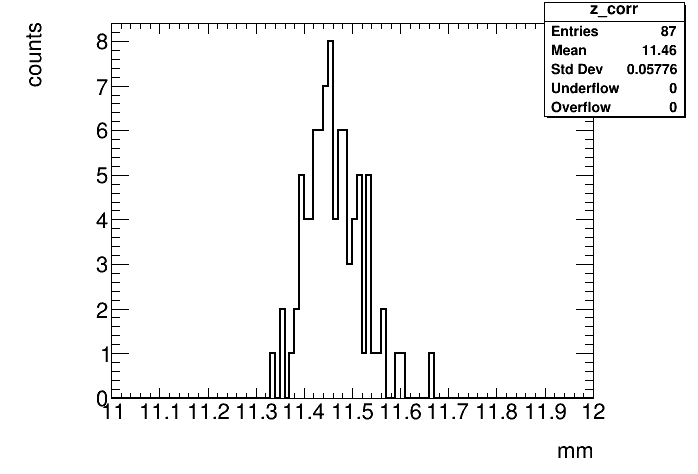 z_corr
Entries 87
Mean 11.46
Std Dev 0.05776
Underflow 0
Overflow 0
counts
8
7
6
5
4
3
2
1
0
11 11.1 11.2 11.3 11.4 11.5 11.6 11.7 11.8 11.9 12
mm